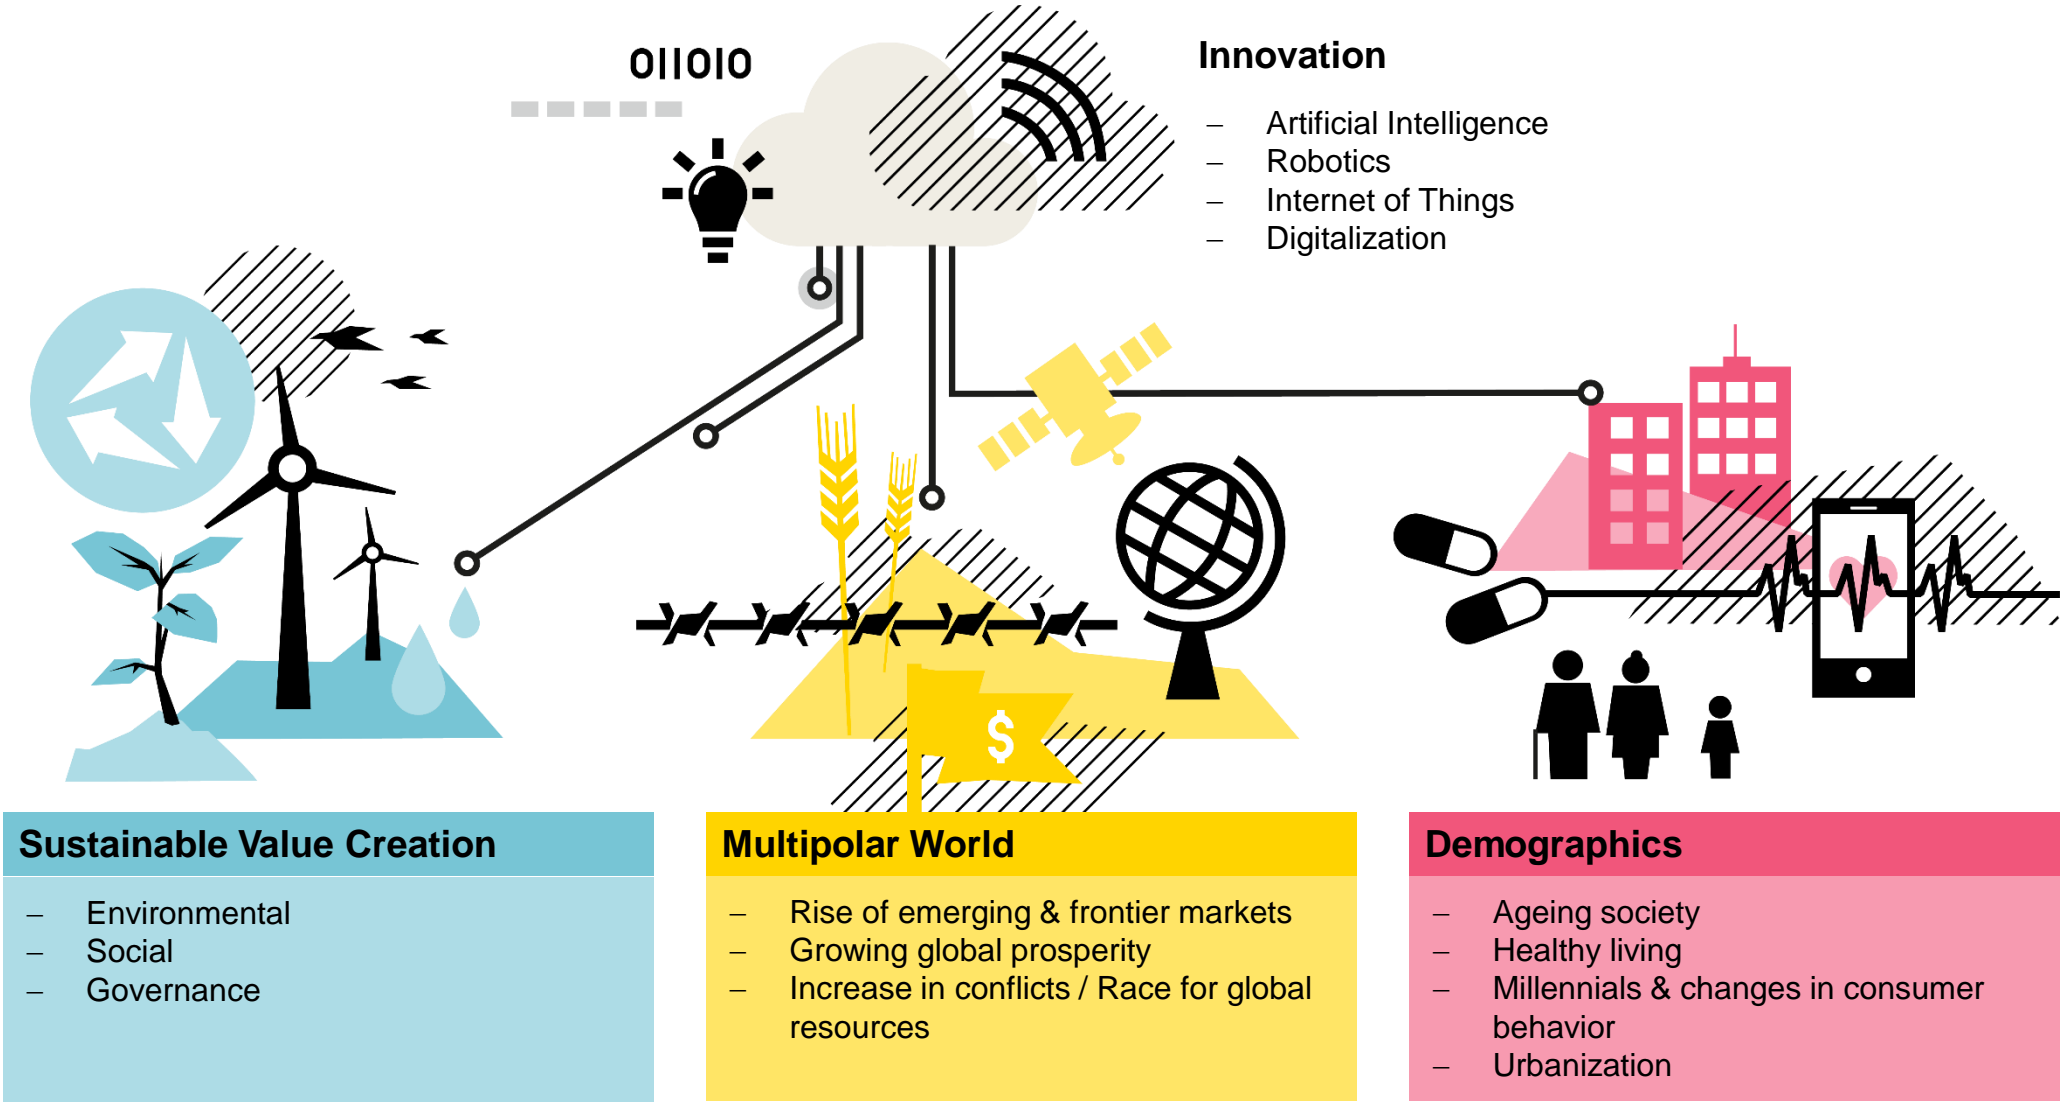 011010
Innovation
– Artificial Intelligence
– Robotics
– Internet of Things
– Digitalization
$
Sustainable Value Creation
– Environmental
– Social
– Governance
Multipolar World
– Rise of emerging & frontier markets
– Growing global prosperity
– Increase in conflicts / Race for global
resources
Demographics
– Ageing society
– Healthy living
– Millennials & changes in consumer
behavior
– Urbanization